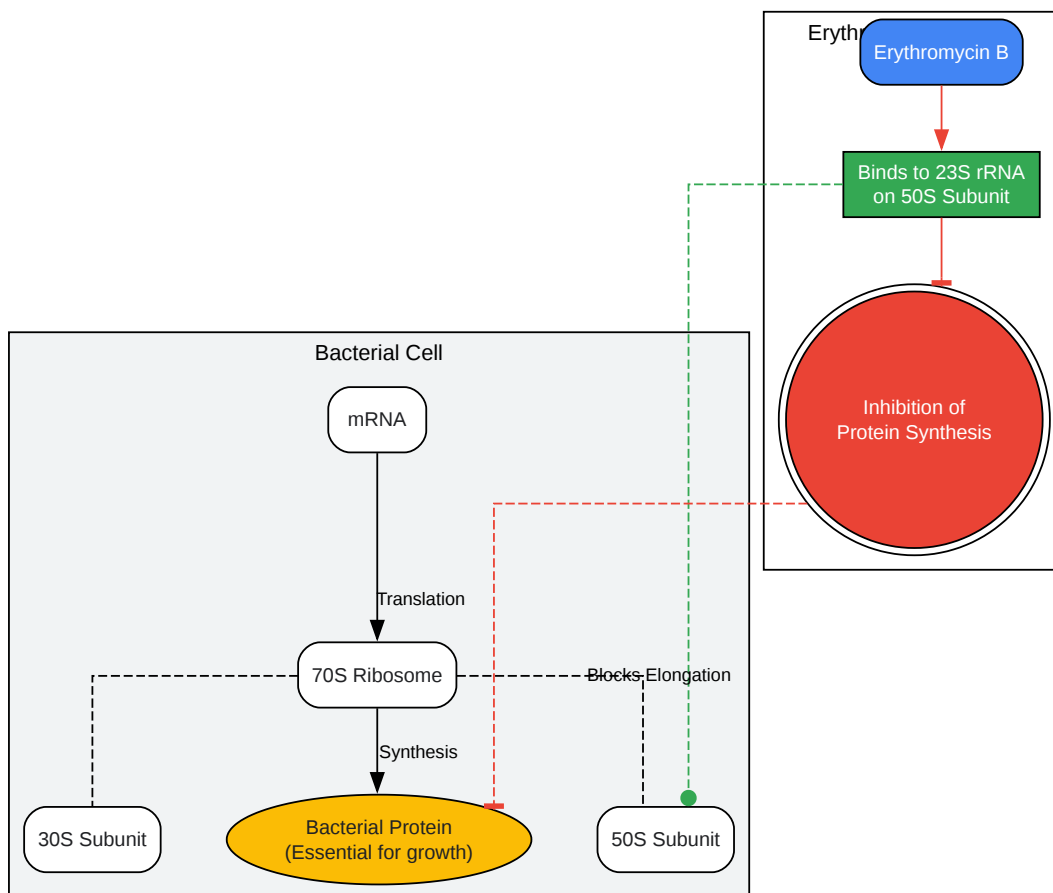 Eryth
Erythromycin B
Binds to 23S rRNA
on 50S Subunit
Inhibition of
Protein Synthesis
Bacterial Cell
mRNA
Translation
70S Ribosome
Blocks Elongation
Synthesis
30S Subunit
Bacterial Protein
(Essential for growth)
50S Subunit